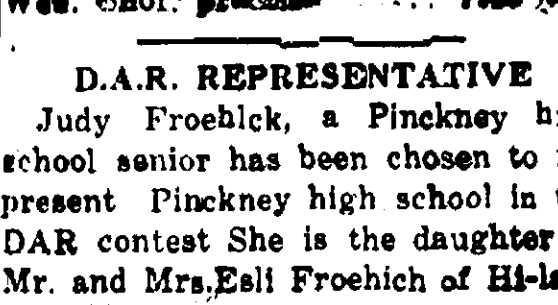 D.A.R. REPRESENTATIVE
Judy Froehlck, a Pinckney
school senior has been chosen to
present Pinckney high school in
DAR contest She is the daughter
Mr. and Mrs. Esli Froehich of